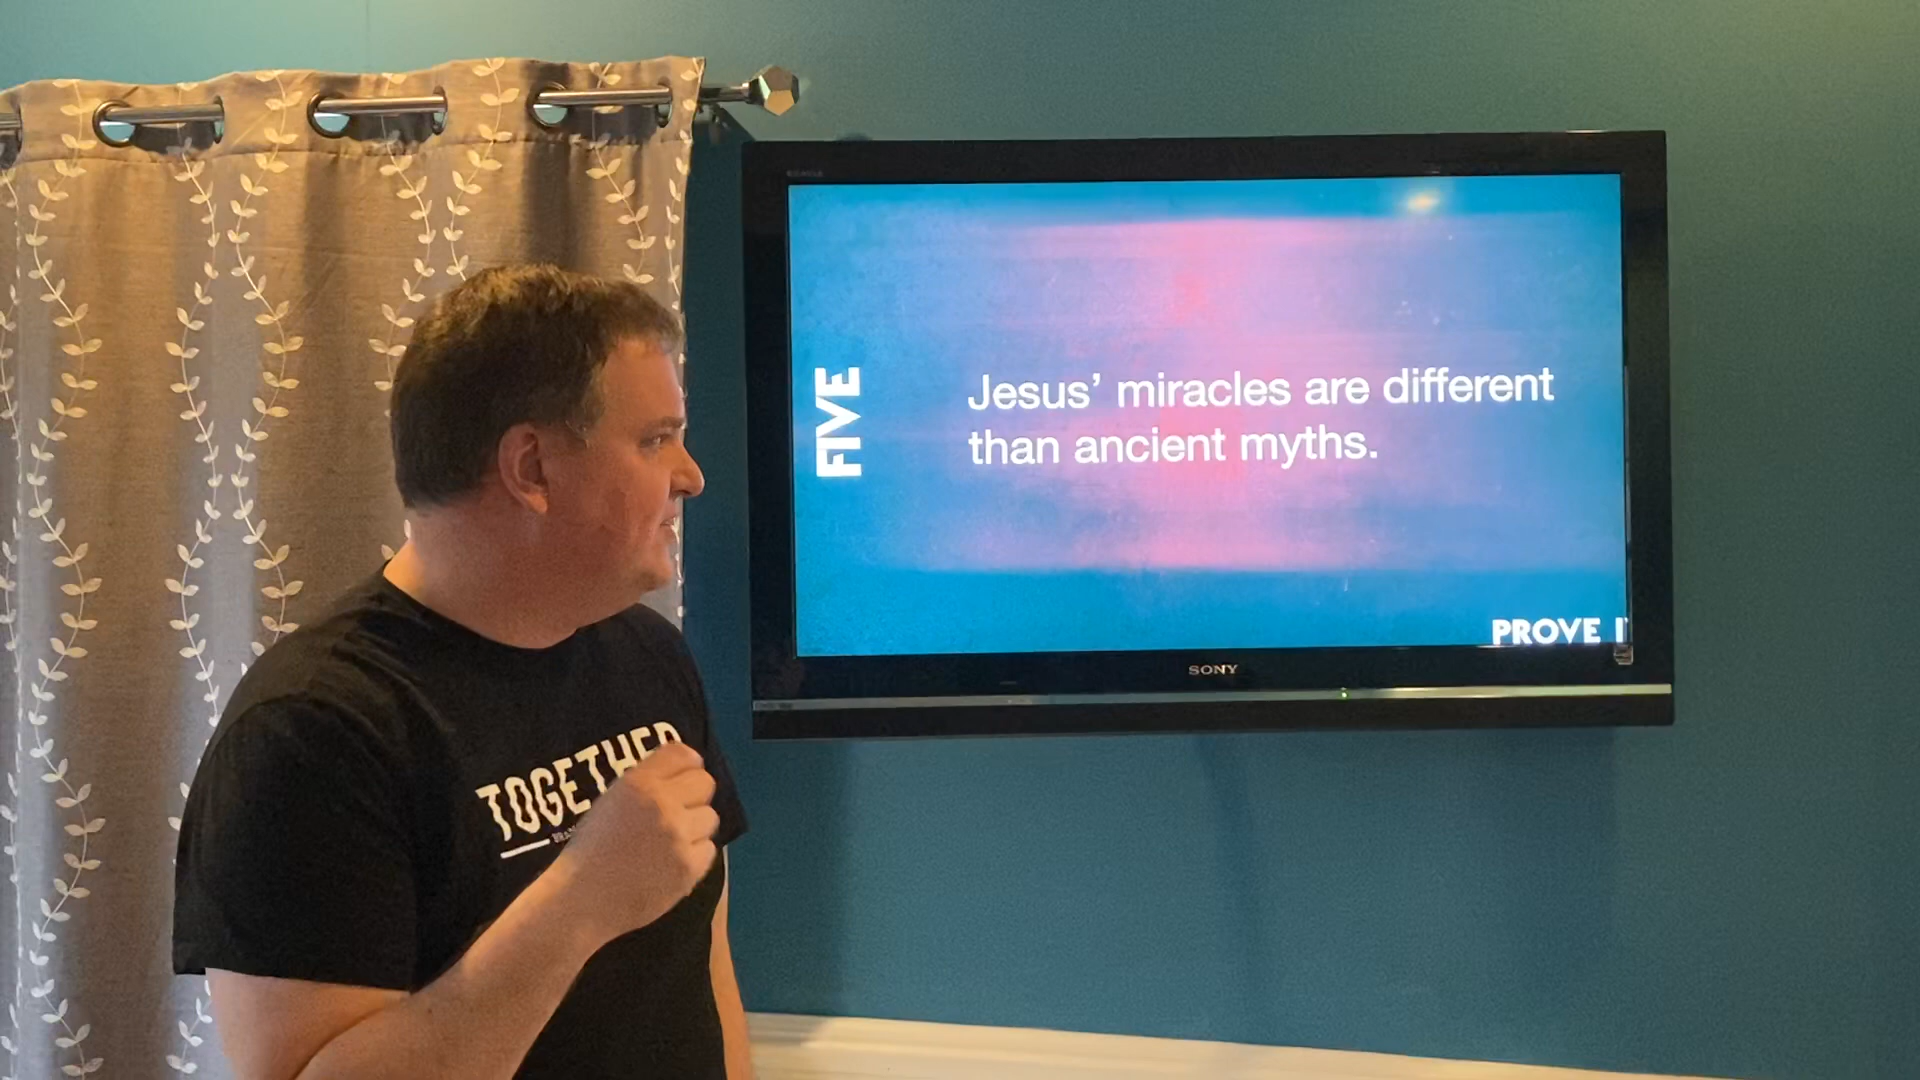 FIVE
Jesus’ miracles are different
than ancient myths.
PROVE I
SONY
TOGETHER